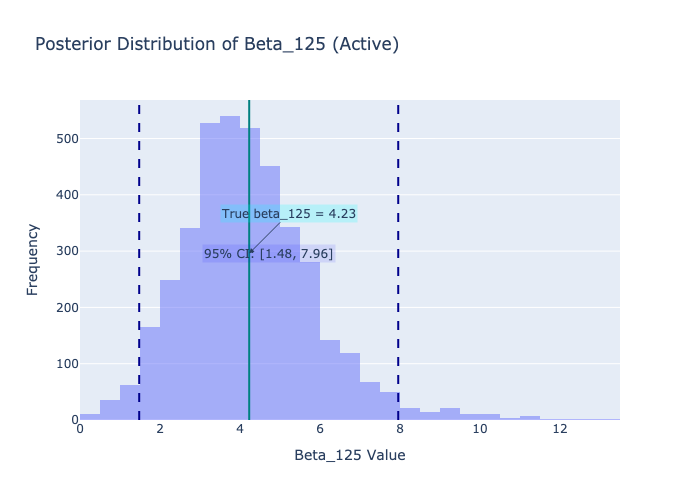 Posterior Distribution of Beta_125 (Active)
500
400
300
200
100
0
Frequency
True beta_125 = 4.23
95% CI: [1.48, 7.96]
0 2 4 6 8 10 12
Beta_125 Value